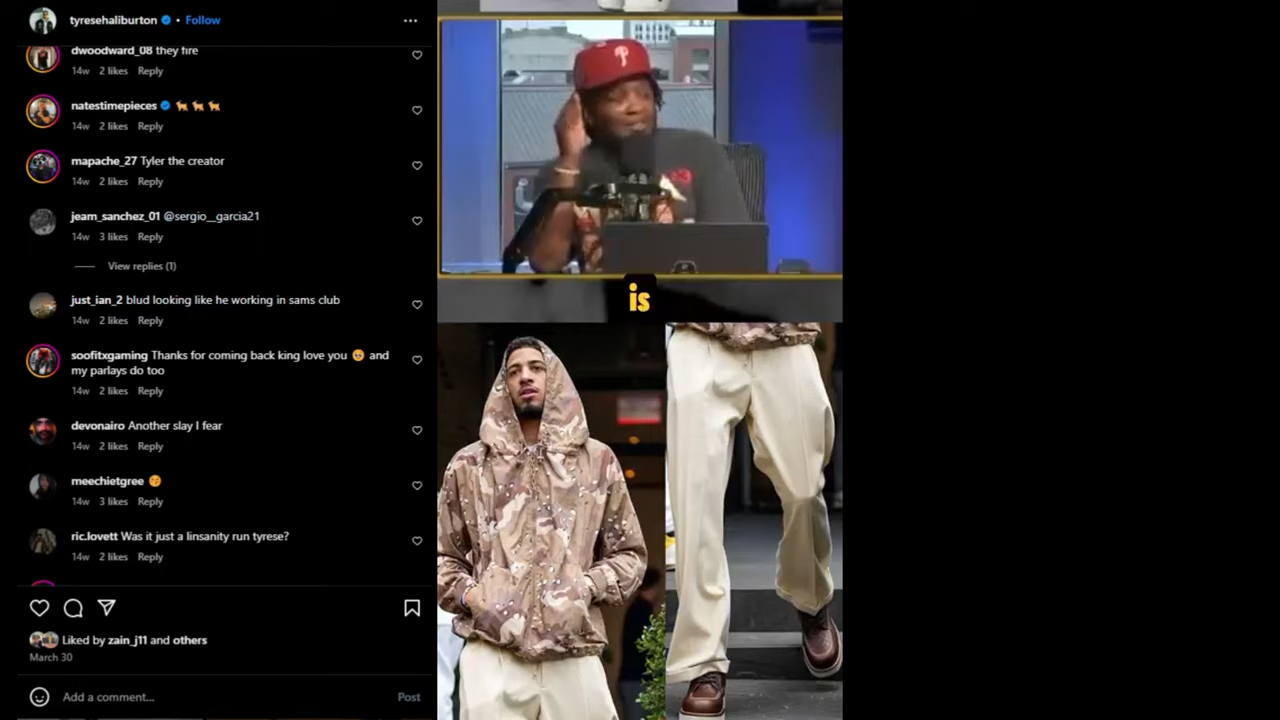 tyresehaliburton • Follow
dwoodward_08 they fire
14w 2 likes Reply
natestimepieces
14w 2 likes Reply
mapache_27 Tyler the creator
14w 2 likes Reply
jeam_sanchez_01 @sergio__garcia21
14w 3 likes Reply
View replies (1)
just_ian_2 blud looking like he working in sams club
14w 2 likes Reply
soofitxgaming Thanks for coming back king love you 🥺 and
my parlays do too
14w 2 likes Reply
devonairo Another slay I fear
14w 2 likes Reply
meechietgree
14w 3 likes Reply
ric.lovett Was it just a linsanity run tyrese?
14w 2 likes Reply
Liked by zain_j11 and others
March 30
Add a comment... Post
P
is